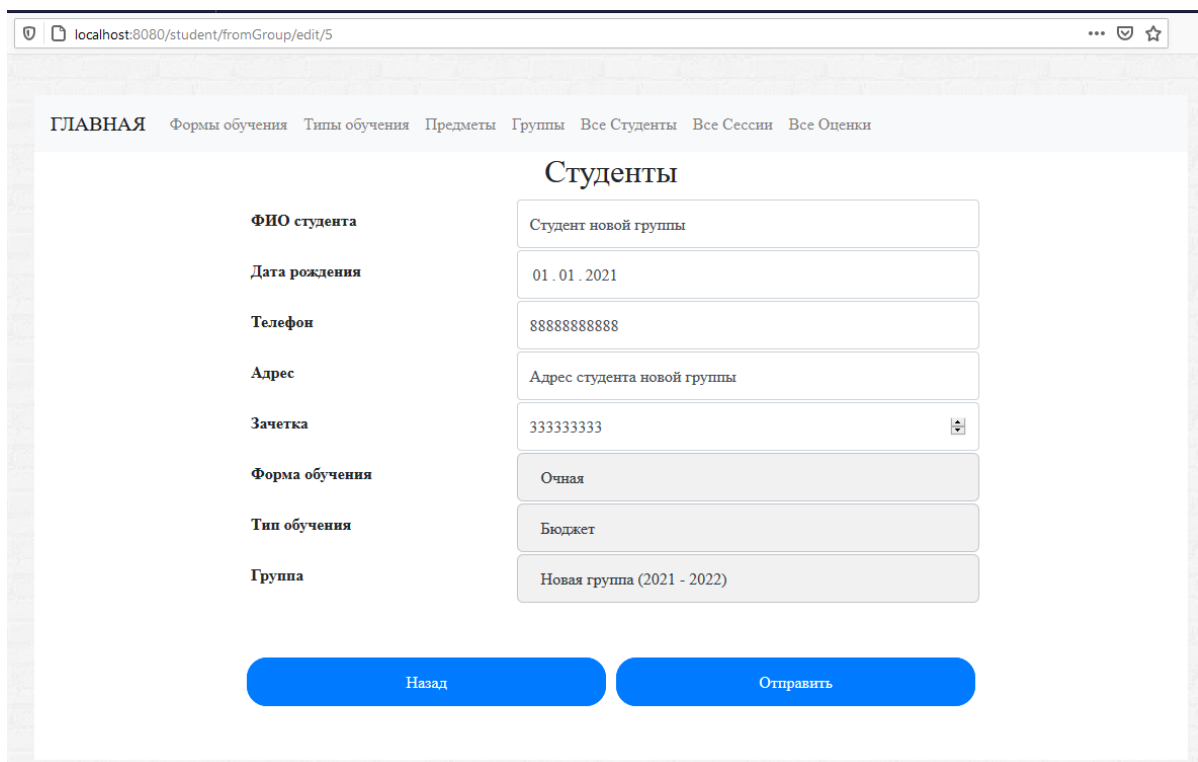 localhost:8080/student/fromGroup/edit/5
ГЛАВНАЯ Формы обучения Типы обучения Предметы Группы Все Студенты Все Сессии Все Оценки
Студенты
ФИО студента Студент новой группы
Дата рождения 01 . 01 . 2021
Телефон 88888888888
Адрес Адрес студента новой группы
Зачетка 333333333
Форма обучения Очная
Тип обучения Бюджет
Группа Новая группа (2021 - 2022)
Назад Отправить